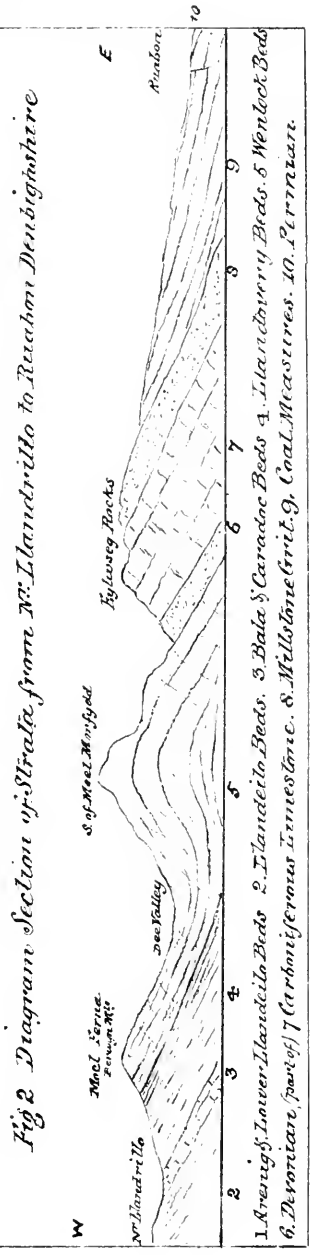 Fig 2 Diagram Section of Strata from Nr. Llandrillo to Ruabon Denbighshire
W
E
Nr. Llandrillo
Moel Ferna
Berwyn Mts
Dee Valley
S. of Moel Morfydd
Eglwseg Rocks
Ruabon
2 3 4 5 6 7 8 9 10
1 Arenig & Lower Llandeilo Beds 2. Llandeilo Beds. 3. Bala & Caradoc Beds 4. Llandovery Beds. 5 Wenlock Beds
6. Devonian, (part of) 7 Carboniferous Limestone. 8. Millstone Grit. 9. Coal Measures. 10. Permian.